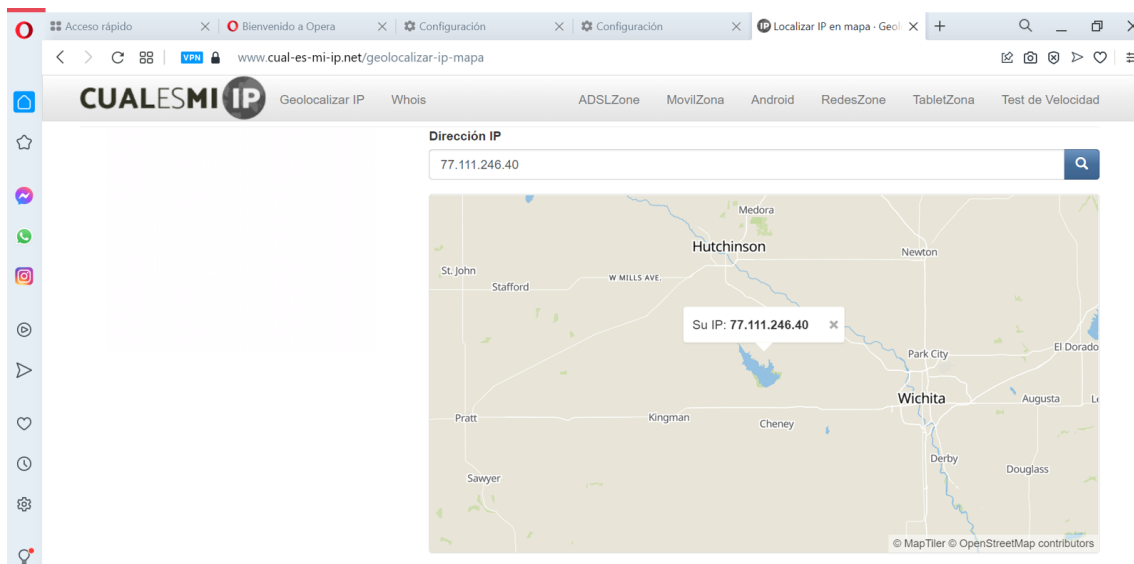 Acceso rápido
Bienvenido a Opera
Configuración
Configuración
Localizar IP en mapa · Geol
VPN
www.cual-es-mi-ip.net/geolocalizar-ip-mapa
CUALESMI IP
Geolocalizar IP
Whois
ADSLZone
MovilZona
Android
RedesZone
TabletZona
Test de Velocidad
Dirección IP
77.111.246.40
Medora
Hutchinson
Newton
St. John
W MILLS AVE.
Stafford
Su IP: 77.111.246.40
Park City
El Dorado
Wichita
Augusta
Le
Pratt
Kingman
Cheney
Derby
Douglass
Sawyer
© MapTiler © OpenStreetMap contributors